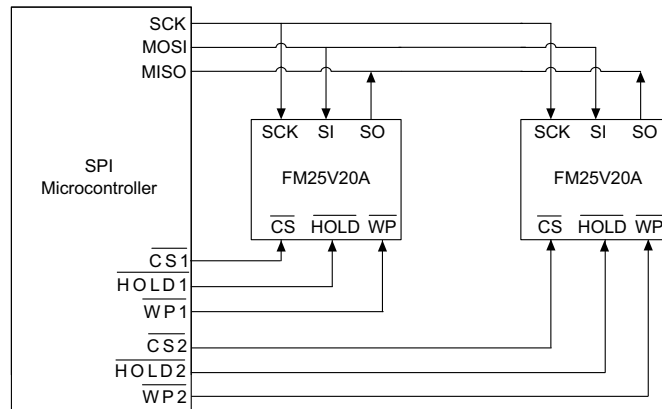 SCK
MOSI
MISO
SCK SI SO
SCK SI SO
SPI
Microcontroller
FM25V20A
FM25V20A
CS HOLD WP
CS HOLD WP
CS1
HOLD1
WP1
CS2
HOLD2
WP2